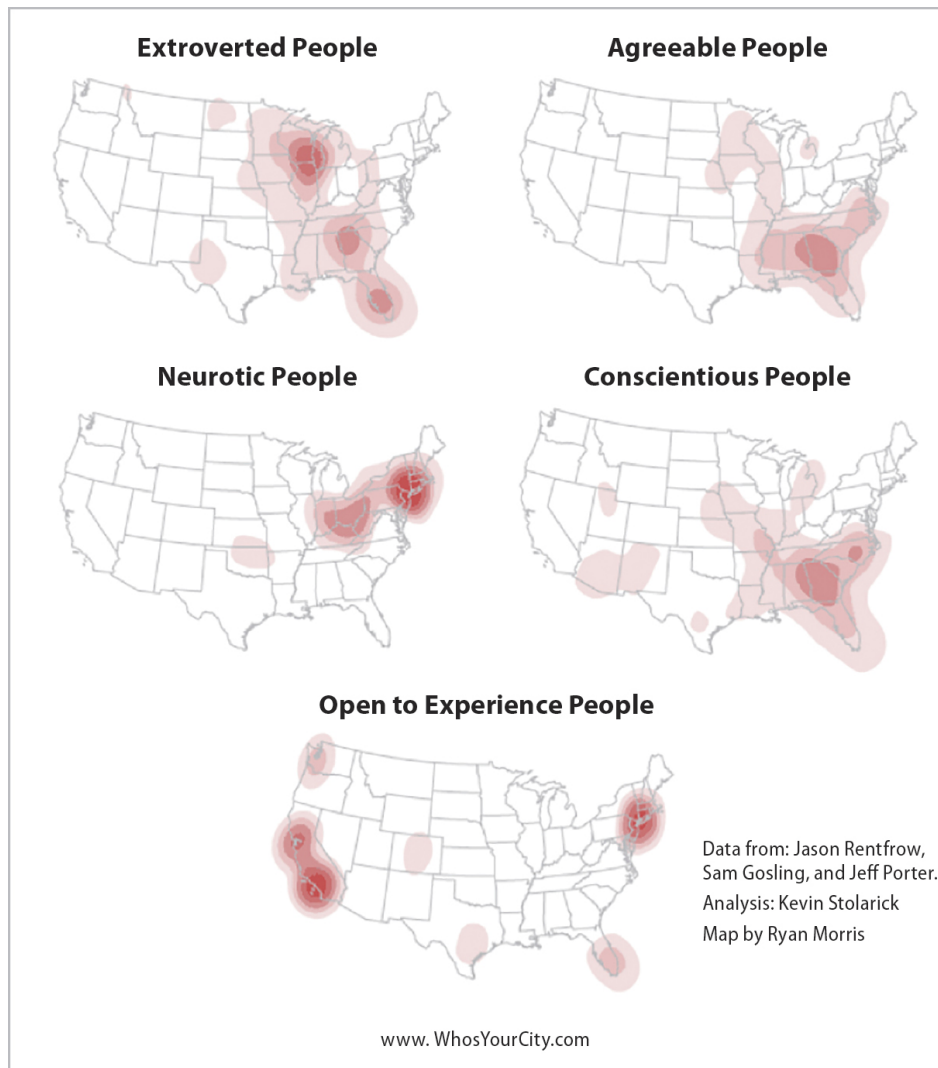 Extroverted People
Agreeable People
Neurotic People
Conscientious People
Open to Experience People
Data from: Jason Rentfrow,
Sam Gosling, and Jeff Porter.
Analysis: Kevin Stolarick
Map by Ryan Morris
www. WhosYourCity.com